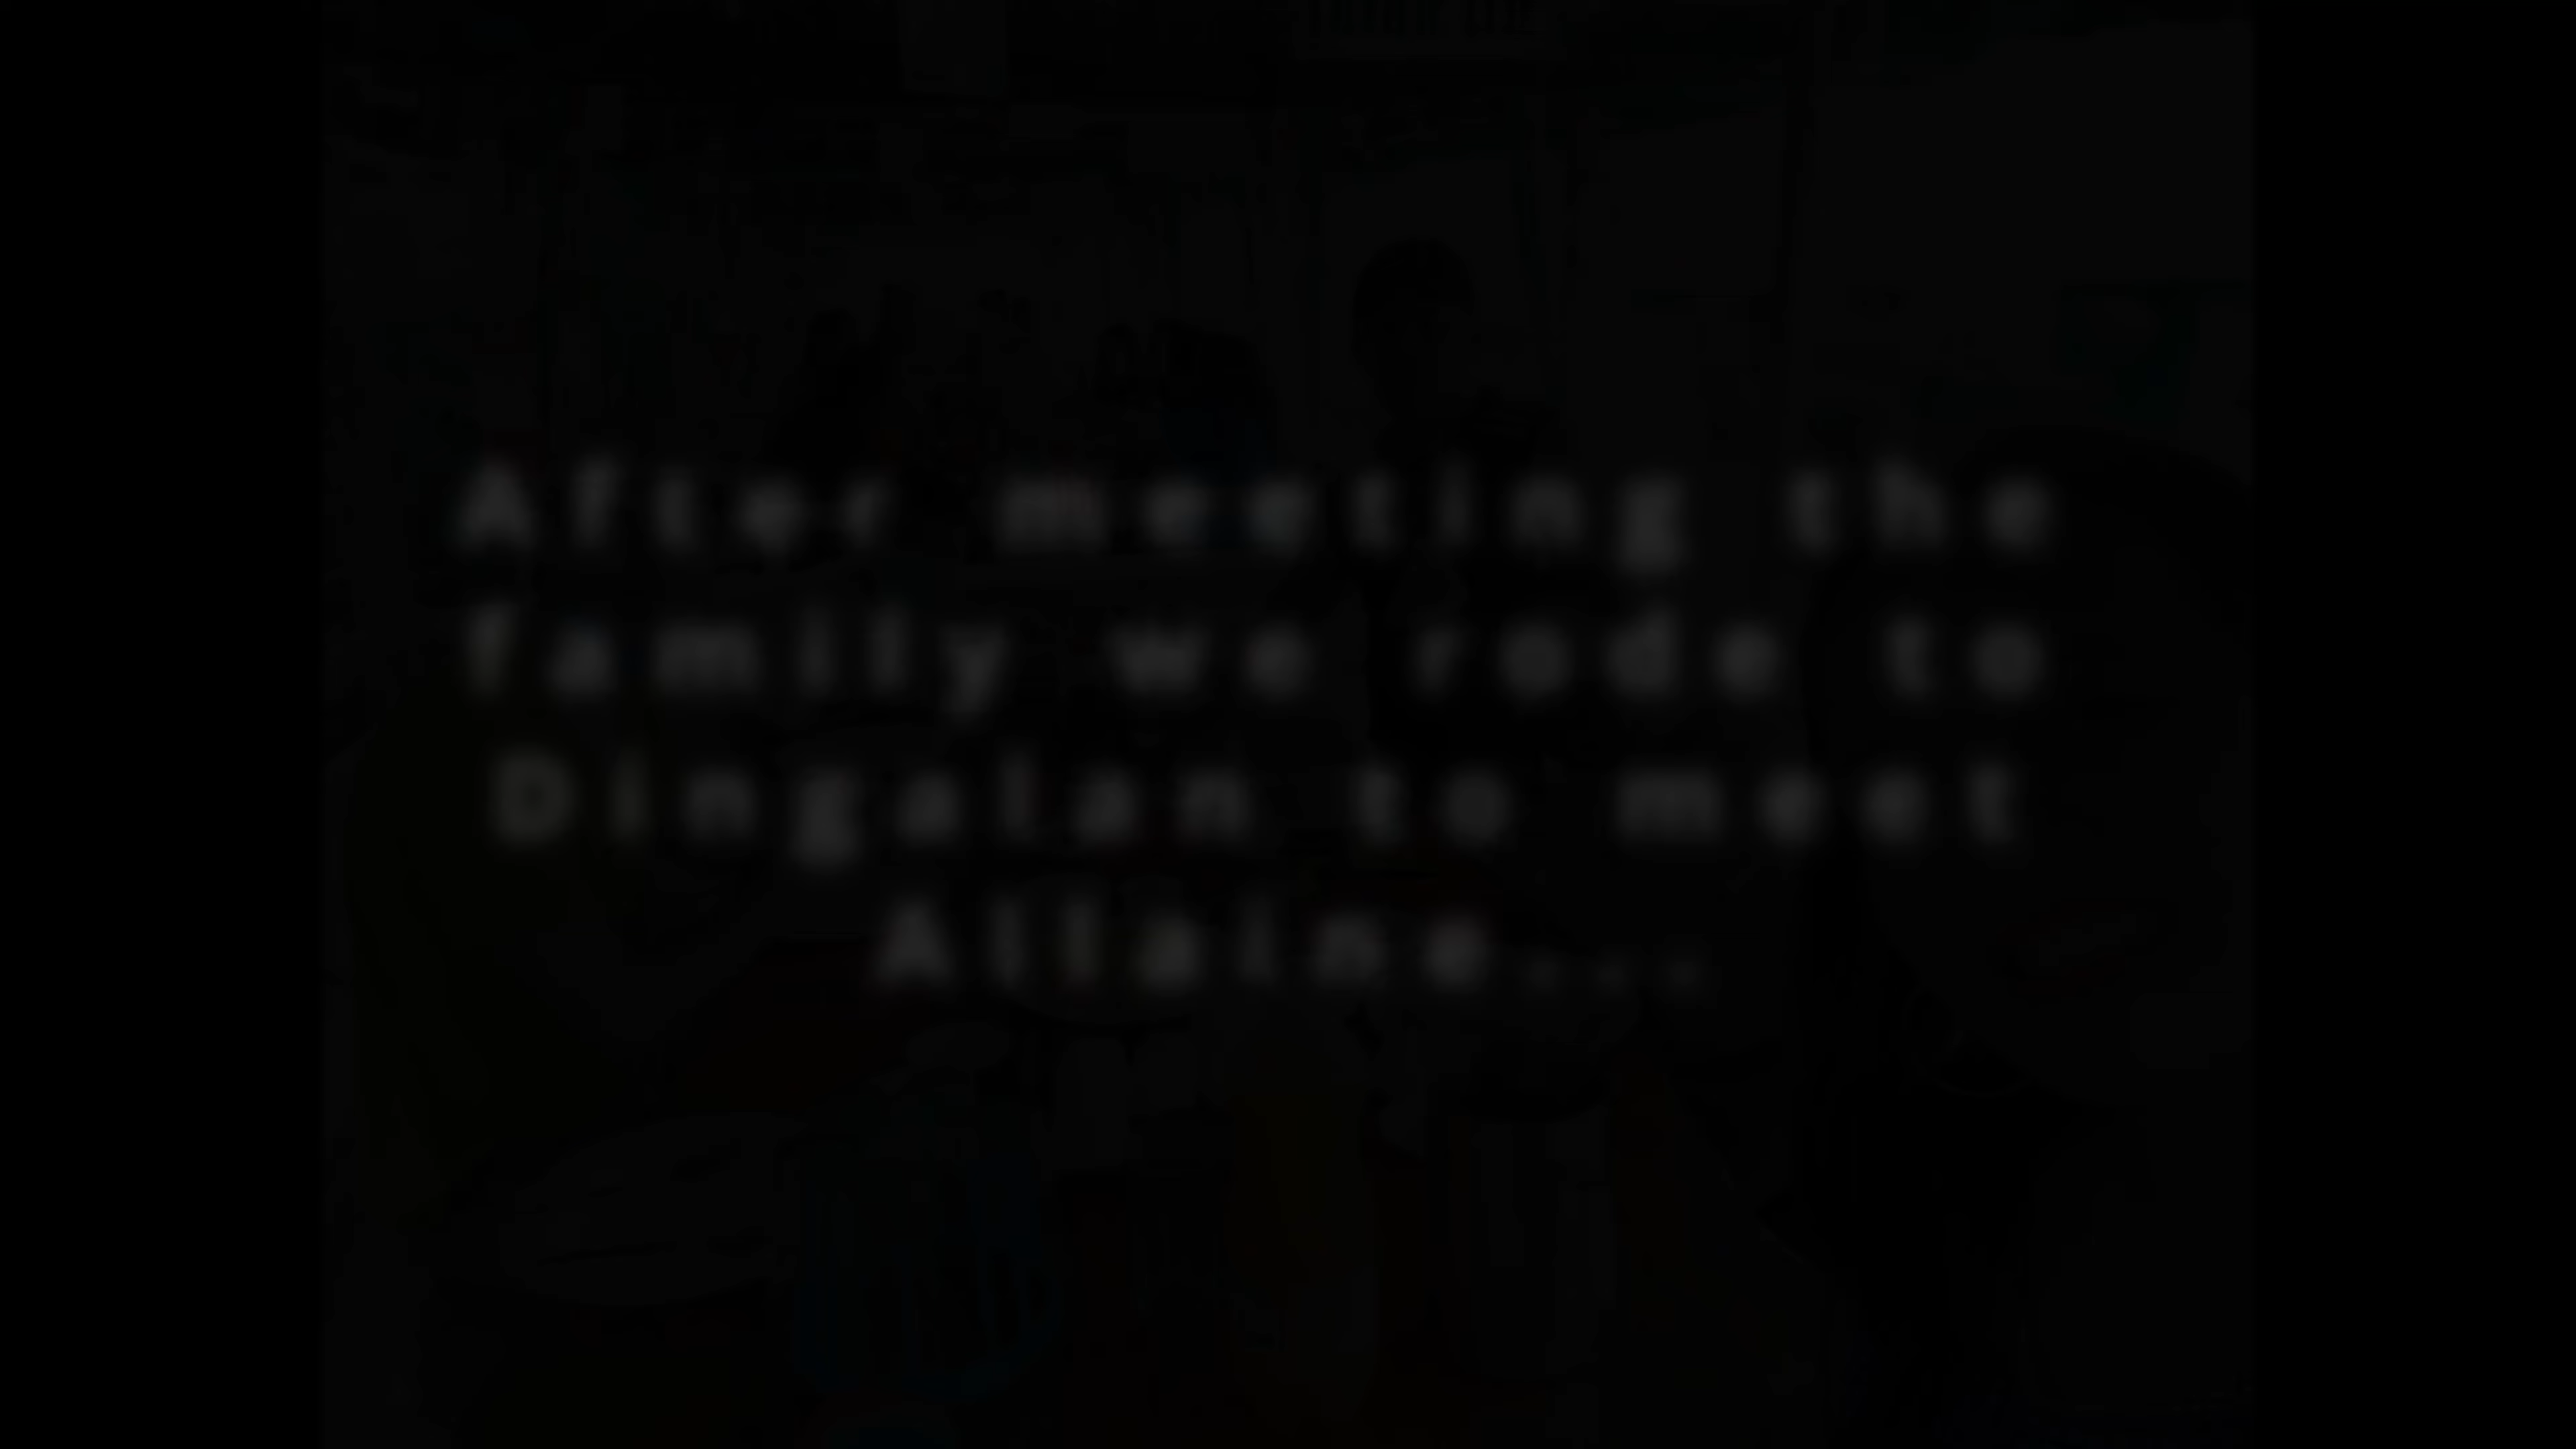 After meeting the
family we rode to
Dingalan to meet
Allaine...